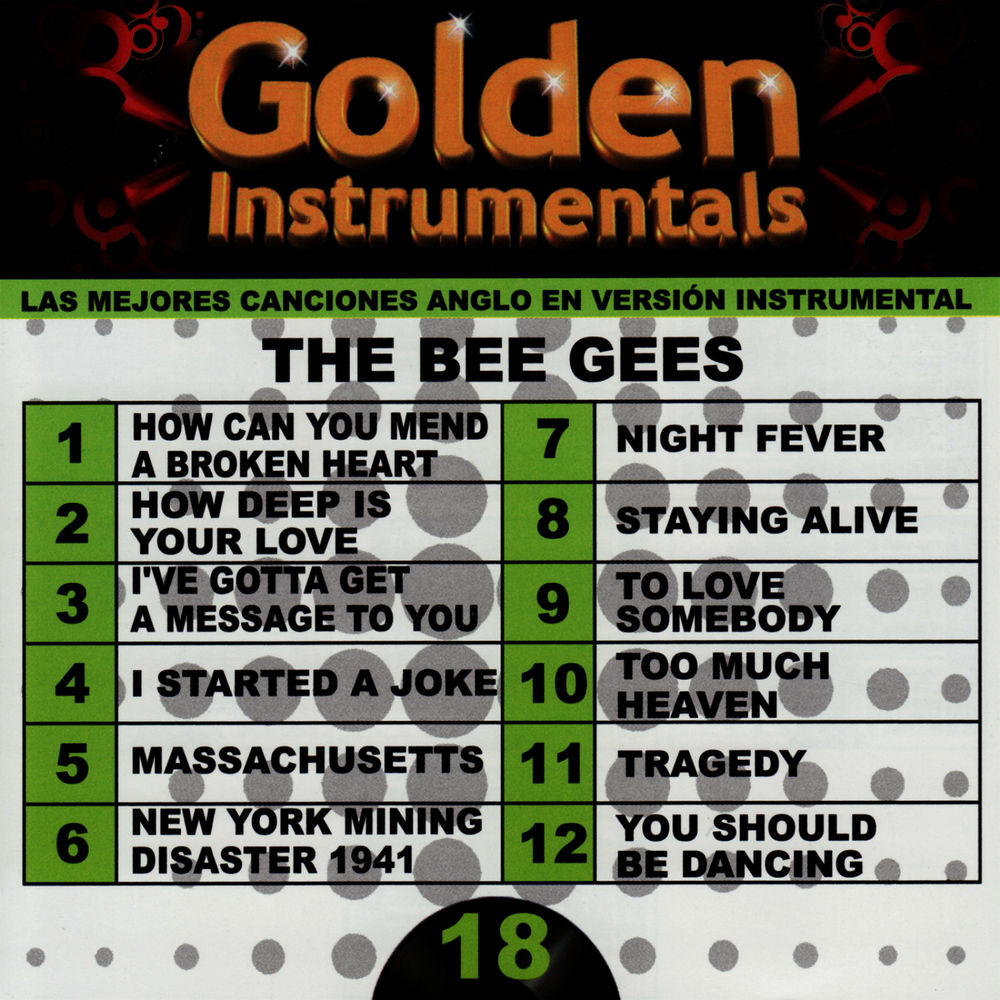 Golden
Instrumentals
LAS MEJORES CANCIONES ANGLO EN VERSIÓN INSTRUMENTAL
THE BEE GEES
1
HOW CAN YOU MEND
A BROKEN HEART
2
HOW DEEP IS
YOUR LOVE
3
I'VE GOTTA GET
A MESSAGE TO YOU
4
I STARTED A JOKE
5
MASSACHUSETTS
6
NEW YORK MINING
DISASTER 1941
7
NIGHT FEVER
8
STAYING ALIVE
9
TO LOVE
SOMEBODY
10
TOO MUCH
HEAVEN
11
TRAGEDY
12
YOU SHOULD
BE DANCING
18